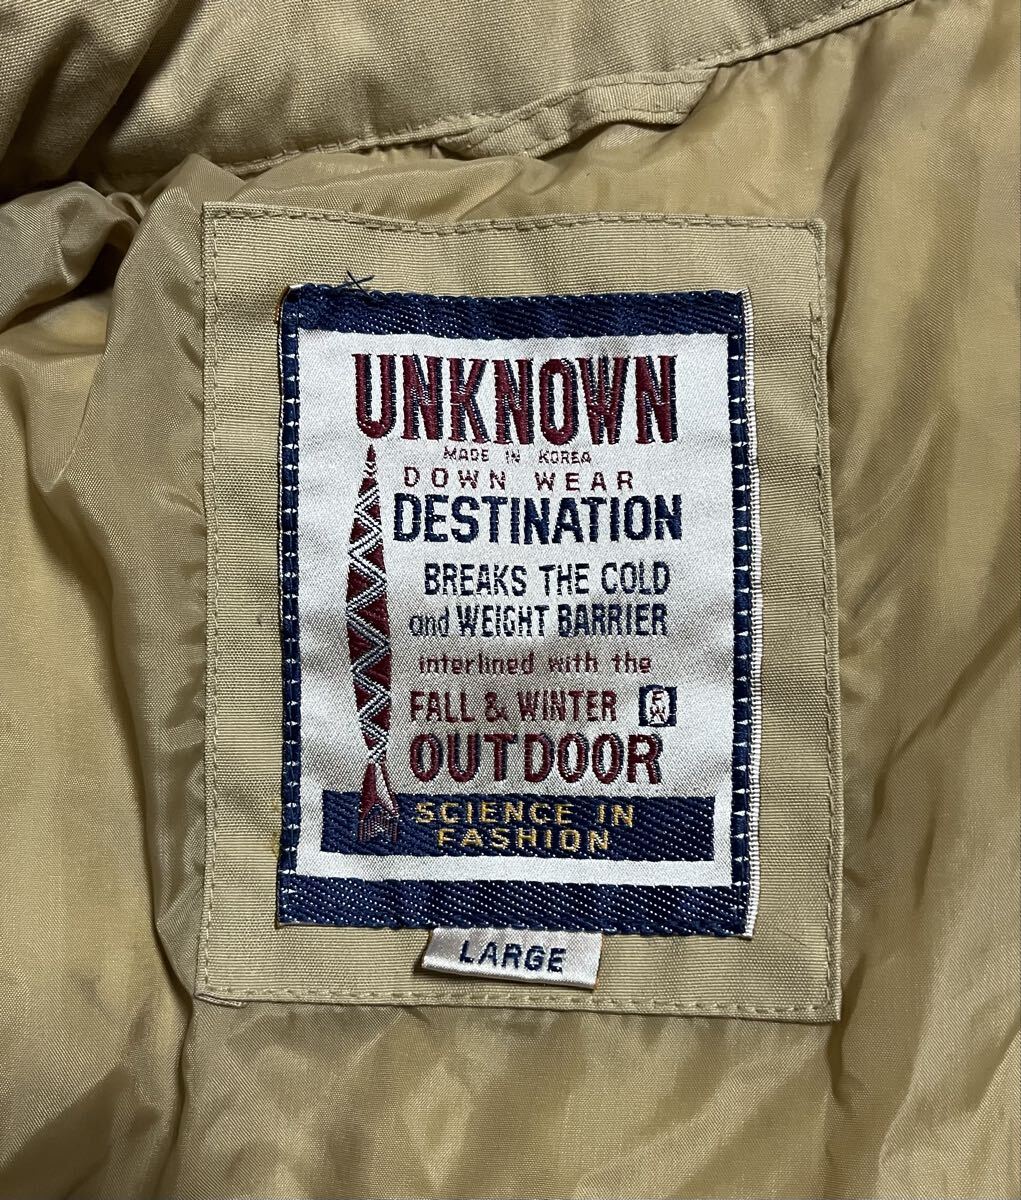 UNKNOWN
MADE IN KOREA
DOWN WEAR
DESTINATION
BREAKS THE COLD
and WEIGHT BARRIER
interlined with the
FALL & WINTER F&W
OUTDOOR
SCIENCE IN
FASHION
LARGE